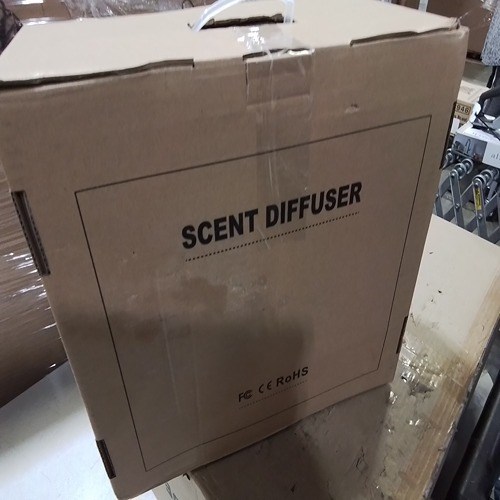 SCENT DIFFUSER
FC CE RoHS